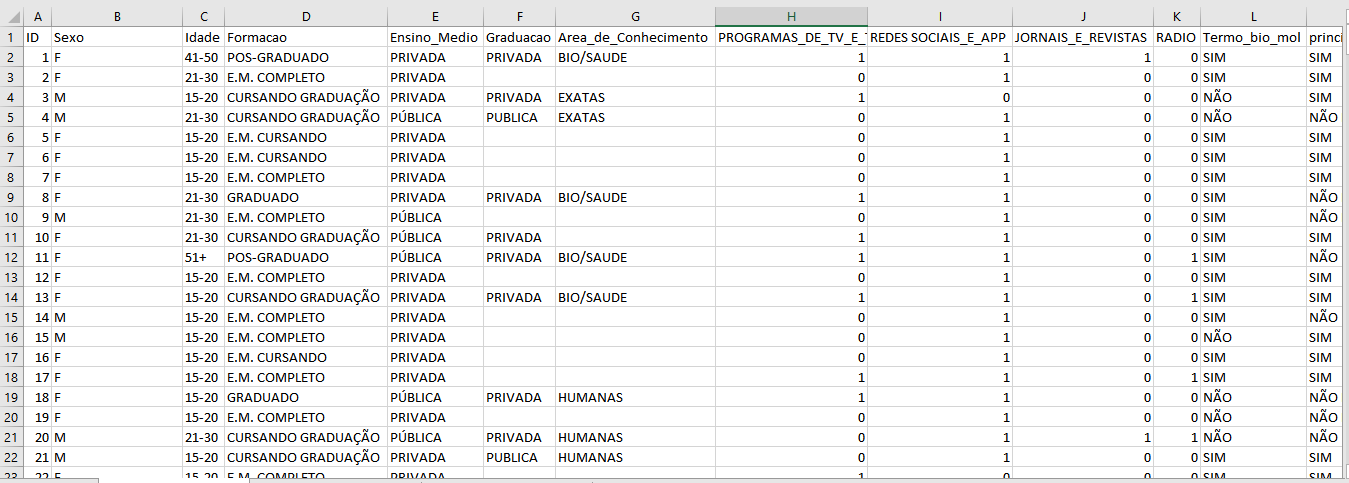 A B C D E F G H I J K L
1 ID Sexo Idade Formacao Ensino_Medio Graduacao Area_de_Conhecimento PROGRAMAS_DE_TV_E_ REDES SOCIAIS_E_APP JORNAIS_E_REVISTAS RADIO Termo_bio_mol princi
2 1 F 41-50 POS-GRADUADO PRIVADA PRIVADA BIO/SAUDE 1 1 1 0 SIM SIM
3 2 F 21-30 E.M. COMPLETO PRIVADA 0 1 0 0 SIM SIM
4 3 M 15-20 CURSANDO GRADUAÇÃO PRIVADA PRIVADA EXATAS 1 0 0 0 NÃO SIM
5 4 M 21-30 CURSANDO GRADUAÇÃO PÚBLICA PUBLICA EXATAS 0 1 0 0 NÃO NÃO
6 5 F 15-20 E.M. CURSANDO PRIVADA 0 1 0 0 SIM SIM
7 6 F 15-20 E.M. CURSANDO PRIVADA 0 1 0 0 SIM SIM
8 7 F 15-20 E.M. COMPLETO PRIVADA 0 1 0 0 SIM SIM
9 8 F 21-30 GRADUADO PRIVADA PRIVADA BIO/SAUDE 1 1 0 0 SIM NÃO
10 9 M 21-30 E.M. COMPLETO PÚBLICA 0 1 0 0 SIM NÃO
11 10 F 21-30 CURSANDO GRADUAÇÃO PÚBLICA PRIVADA 1 1 0 0 SIM SIM
12 11 F 51+ POS-GRADUADO PÚBLICA PRIVADA BIO/SAUDE 1 1 0 1 SIM NÃO
13 12 F 15-20 E.M. COMPLETO PRIVADA 0 1 0 0 SIM SIM
14 13 F 15-20 CURSANDO GRADUAÇÃO PRIVADA PRIVADA BIO/SAUDE 1 1 0 1 SIM SIM
15 14 M 15-20 E.M. COMPLETO PRIVADA 0 1 0 0 SIM NÃO
16 15 M 15-20 E.M. COMPLETO PRIVADA 0 1 0 0 NÃO SIM
17 16 F 15-20 E.M. CURSANDO PRIVADA 0 1 0 0 SIM SIM
18 17 F 15-20 E.M. COMPLETO PRIVADA 1 1 0 1 SIM SIM
19 18 F 15-20 GRADUADO PÚBLICA PRIVADA HUMANAS 1 1 0 0 NÃO NÃO
20 19 F 15-20 E.M. COMPLETO PRIVADA 0 1 0 0 NÃO NÃO
21 20 M 21-30 CURSANDO GRADUAÇÃO PÚBLICA PRIVADA HUMANAS 0 1 1 1 NÃO NÃO
22 21 M 15-20 CURSANDO GRADUAÇÃO PRIVADA PUBLICA HUMANAS 0 1 0 0 SIM SIM
23 22 F 15-20 E.M. COMPLETO PRIVADA 1 0 0 0 SIM SIM